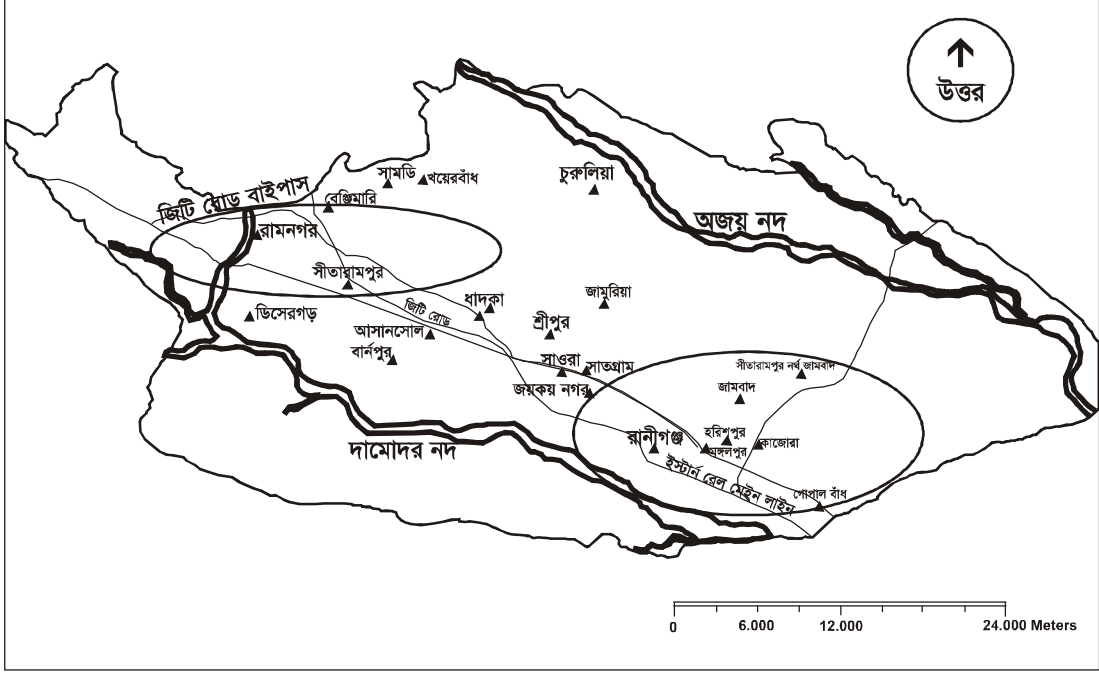 উত্তর
সামডি
খয়েরবাঁধ
চুরুলিয়া
জিটি রোড বাইপাস
বেঞ্জিমারি
অজয় নদ
রামনগর
সীতারামপুর
জামুরিয়া
ধাদকা
জিটি রোড
ডিসেরগড়
শ্রীপুর
আসানসোল
বার্নপুর
সাওরা
সাতগ্রাম
সীতারামপুর নর্থ জামবাদ
জয়কয় নগর
জামবাদ
রানীগঞ্জ
হরিশপুর
কাজোরা
মঙ্গলপুর
দামোদর নদ
ইস্টার্ন রেল মেইন লাইন
গোপাল বাঁধ
0 6.000 12.000 24.000 Meters